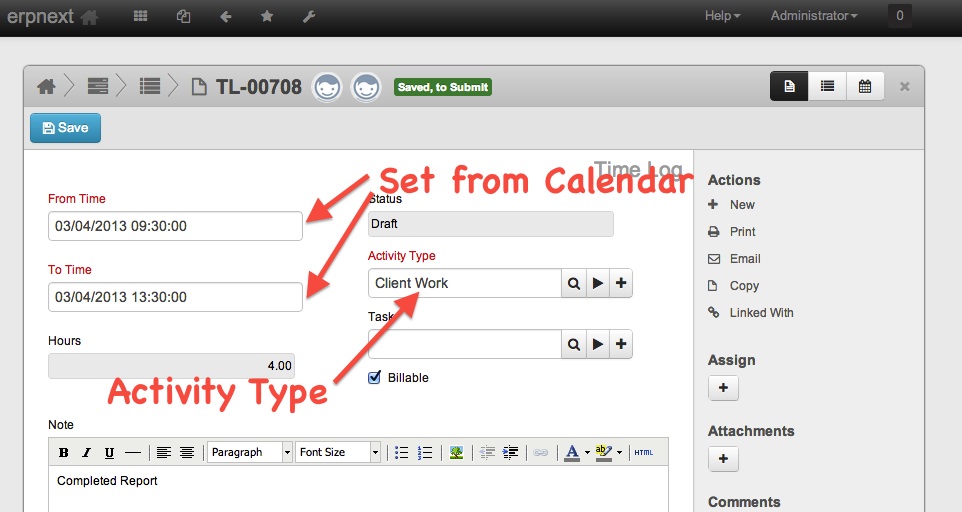 erpnext
Help
Administrator
0
TL-00708
Saved, to Submit
Save
Time Log
Set from Calendar
From Time
03/04/2013 09:30:00
Status
Draft
To Time
03/04/2013 13:30:00
Activity Type
Client Work
Task
Hours
4.00
Billable
Activity Type
Note
B I U
Paragraph
Font Size
A
ab
HTML
Completed Report
Actions
New
Print
Email
Copy
Linked With
Assign
Attachments
Comments